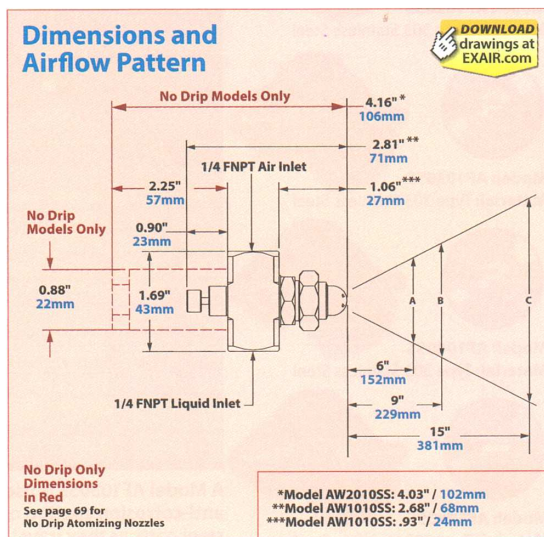 Dimensions and
Airflow Pattern
DOWNLOAD
drawings at
EXAIR.com
No Drip Models Only
4.16" *
106mm
2.81" **
71mm
1/4 FNPT Air Inlet
2.25"
57mm
1.06" ***
27mm
No Drip
Models Only
0.90"
23mm
0.88"
22mm
1.69"
43mm
A
B
C
6"
152mm
9"
229mm
1/4 FNPT Liquid Inlet
15"
381mm
No Drip Only
Dimensions
in Red
See page 69 for
No Drip Atomizing Nozzles
*Model AW2010SS: 4.03" / 102mm
**Model AW1010SS: 2.68" / 68mm
***Model AW1010SS: .93" / 24mm